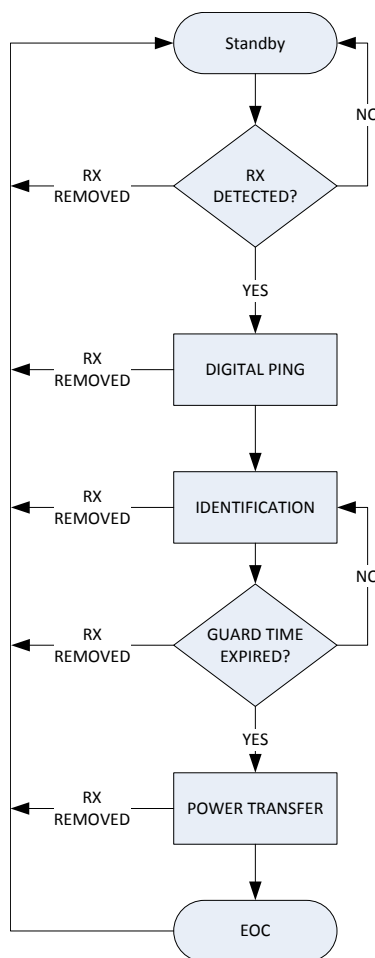 Standby
NO
RX
DETECTED?
RX
REMOVED
YES
RX
REMOVED
DIGITAL PING
RX
REMOVED
IDENTIFICATION
NO
RX
REMOVED
GUARD TIME
EXPIRED?
YES
RX
REMOVED
POWER TRANSFER
EOC